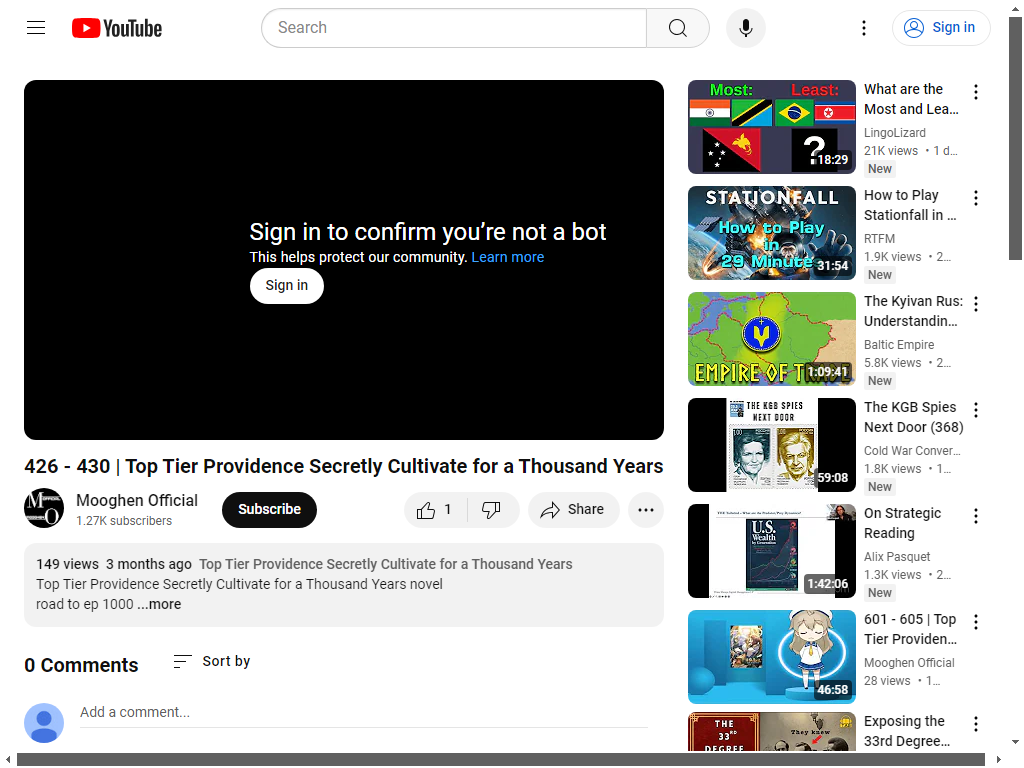 YouTube
Search
Sign in
Sign in to confirm you’re not a bot
This helps protect our community. Learn more
Sign in
426 - 430 | Top Tier Providence Secretly Cultivate for a Thousand Years
Mooghen Official
1.27K subscribers
Subscribe
1
Share
149 views 3 months ago Top Tier Providence Secretly Cultivate for a Thousand Years
Top Tier Providence Secretly Cultivate for a Thousand Years novel
road to ep 1000 ...more
0 Comments
Sort by
Add a comment...
Most: Least:
?
18:29
What are the
Most and Lea...
LingoLizard
21K views • 1 d...
New
STATIONFALL
How to Play
in
29 Minute
31:54
How to Play
Stationfall in ...
RTFM
1.9K views • 2...
New
EMPIRE OF TRADE
1:09:41
The Kyivan Rus:
Understandin...
Baltic Empire
5.8K views • 2...
New
THE KGB SPIES
NEXT DOOR
59:08
The KGB Spies
Next Door (368)
Cold War Conver...
1.8K views • 1...
New
U.S.
Wealth
1:42:06
On Strategic
Reading
Alix Pasquet
1.3K views • 2...
New
46:58
601 - 605 | Top
Tier Providen...
Mooghen Official
28 views • 1...
THE
33RD
DEGREE
They knew
Exposing the
33rd Degree...